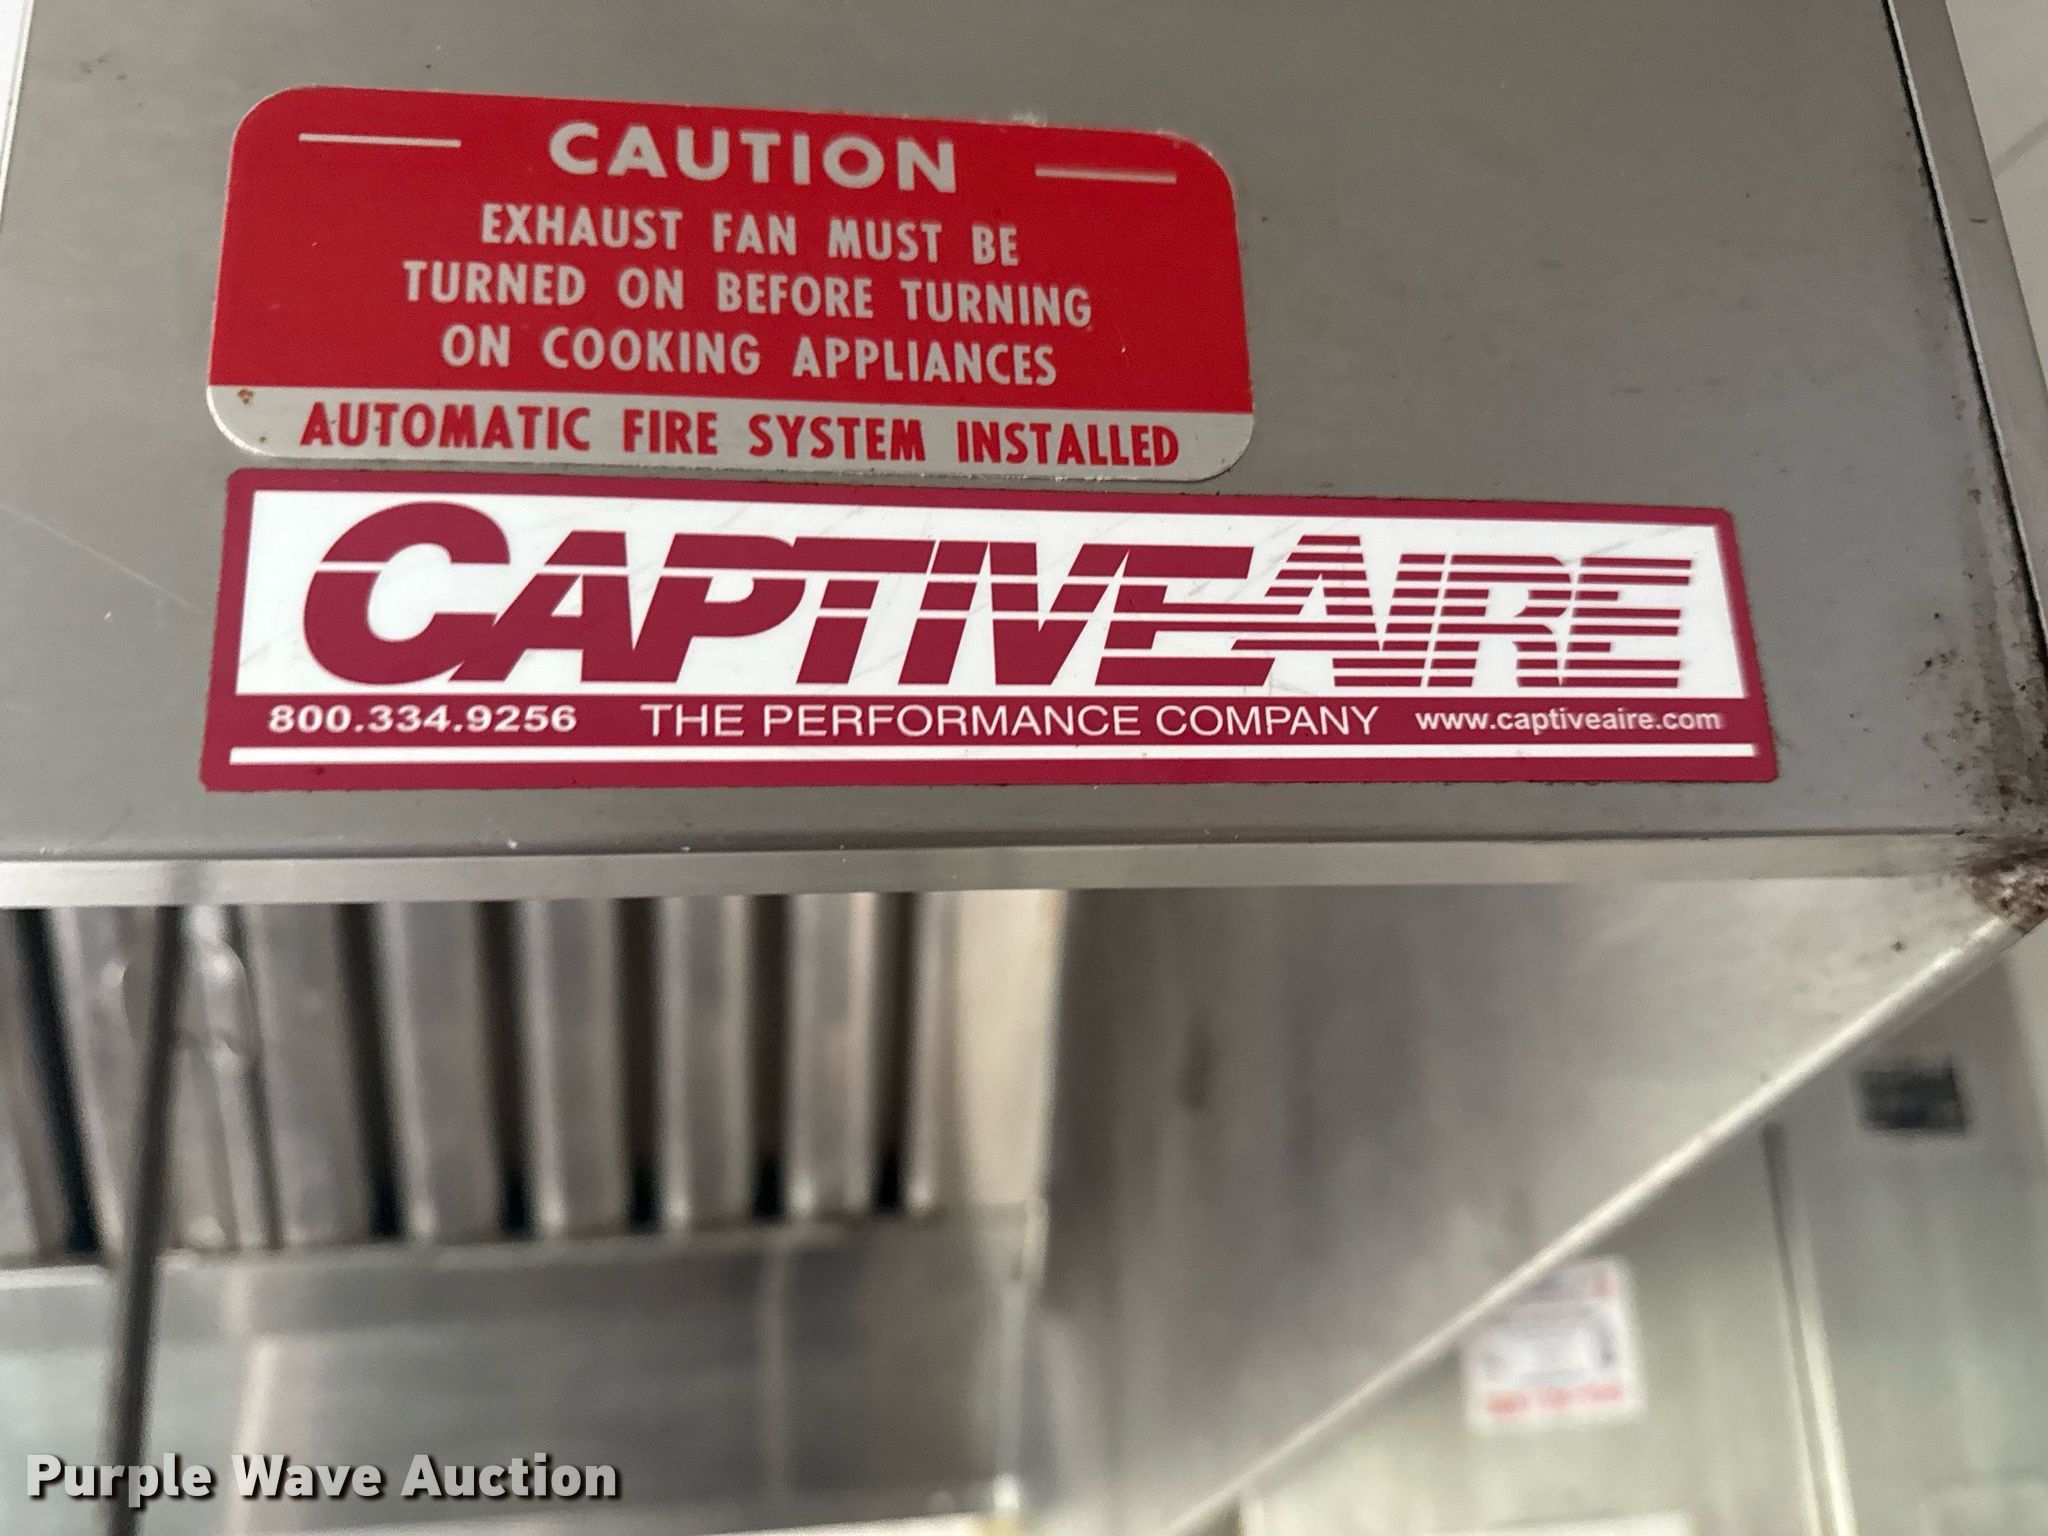 CAUTION
EXHAUST FAN MUST BE
TURNED ON BEFORE TURNING
ON COOKING APPLIANCES
AUTOMATIC FIRE SYSTEM INSTALLED
CAPTIVEAIRE
800.334.9256 THE PERFORMANCE COMPANY www.captiveaire.com
Purple Wave Auction